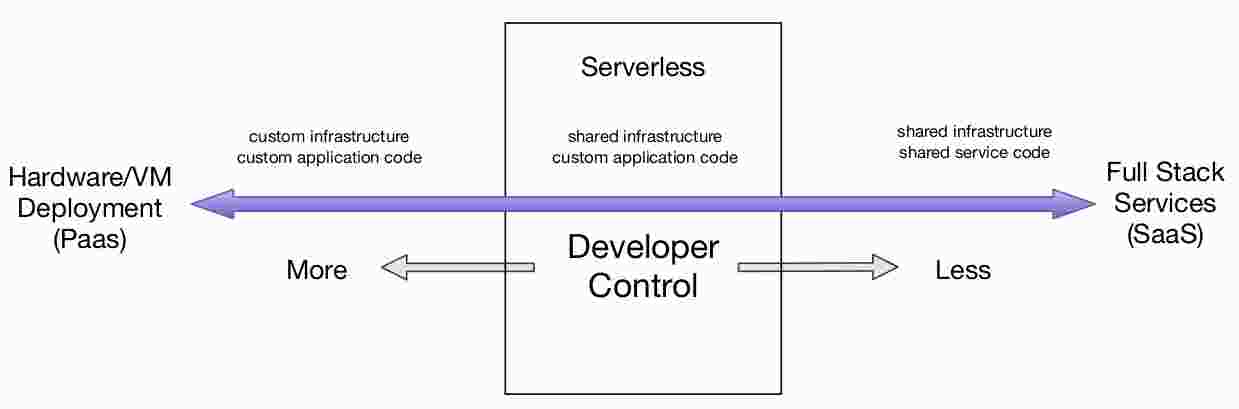 Serverless
custom infrastructure
custom application code
shared infrastructure
custom application code
shared infrastructure
shared service code
Hardware/VM
Deployment
(Paas)
Full Stack
Services
(SaaS)
More
Developer
Control
Less